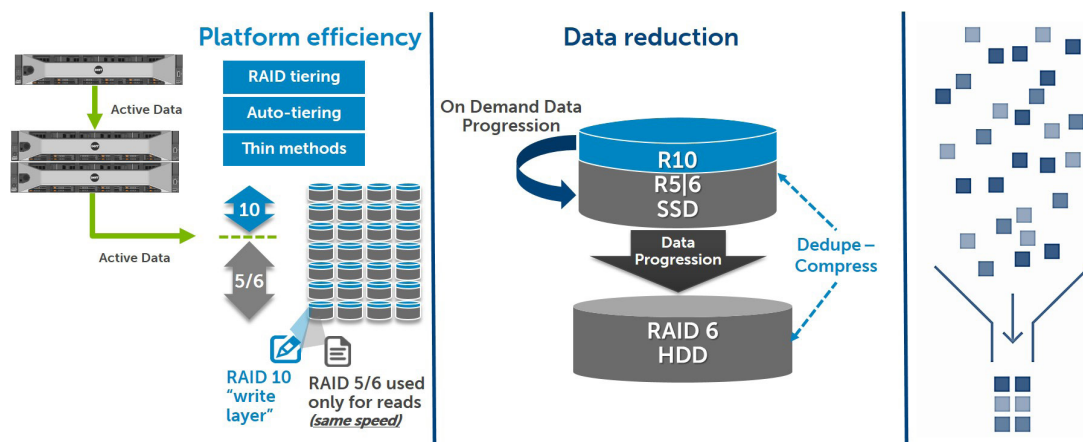 Platform efficiency
RAID tiering
Auto-tiering
Thin methods
Active Data
Active Data
10
5/6
RAID 10
“write
layer”
RAID 5/6 used
only for reads
(same speed)
Data reduction
On Demand Data
Progression
R10
R5|6
SSD
Data
Progression
RAID 6
HDD
Dedupe –
Compress